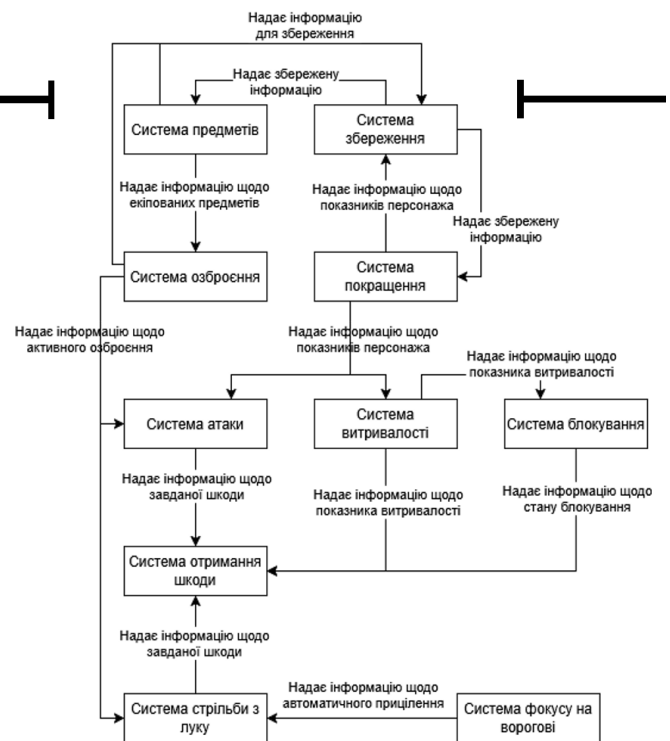 Надає інформацію
для збереження
Надає збережену
інформацію
Система предметів
Система
збереження
Надає інформацію щодо
екіпованих предметів
Надає інформацію щодо
показників персонажа
Надає збережену
інформацію
Система озброєння
Система
покращення
Надає інформацію щодо
активного озброєння
Надає інформацію щодо
показників персонажа
Надає інформацію щодо
показника витривалості
Система атаки
Система
витривалості
Система блокування
Надає інформацію щодо
завданої шкоди
Надає інформацію щодо
показника витривалості
Надає інформацію щодо
стану блокування
Система отримання
шкоди
Надає інформацію щодо
завданої шкоди
Надає інформацію щодо
автоматичного прицілення
Система стрільби з
луку
Система фокусу на
ворогові